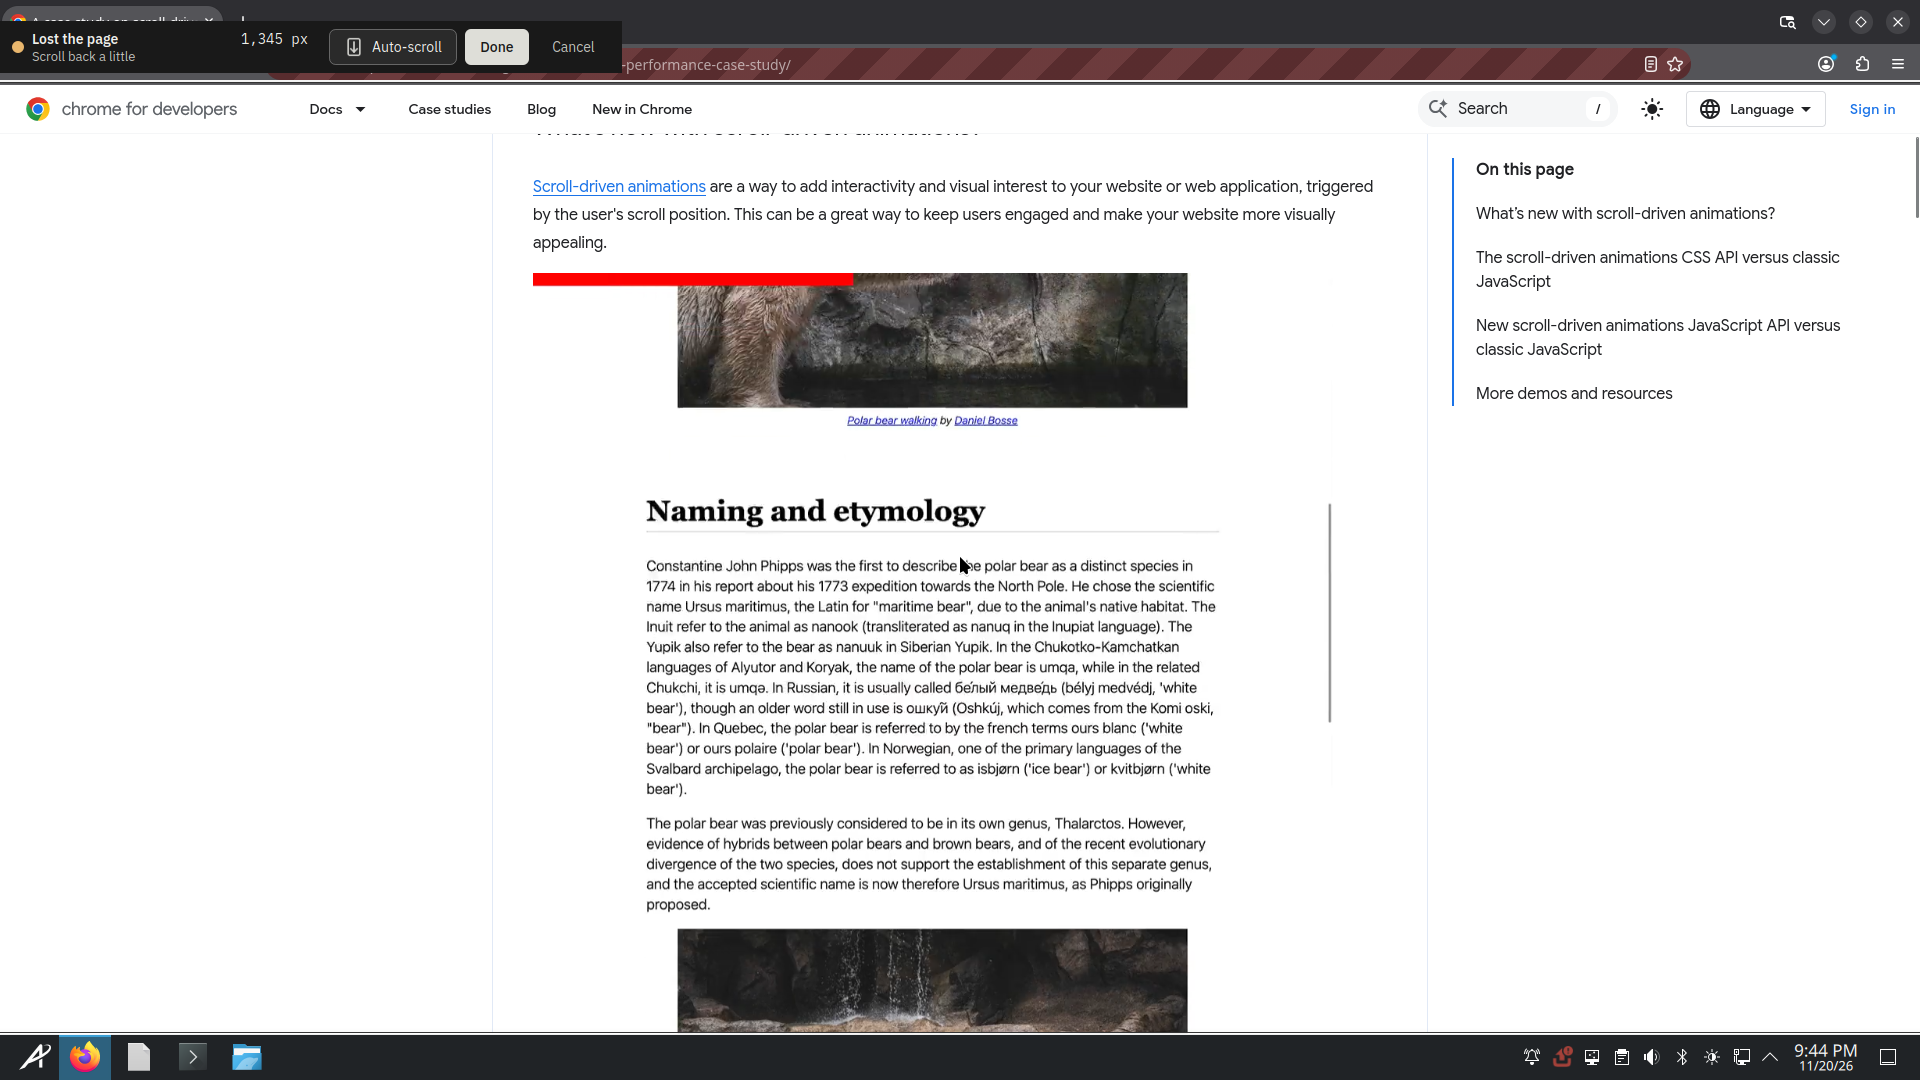 Lost the page
Scroll back a little
1,345 px
Auto-scroll
Done
Cancel
-performance-case-study/
chrome for developers
Docs
Case studies
Blog
New in Chrome
Search
/
Language
Sign in
Scroll-driven animations are a way to add interactivity and visual interest to your website or web application, triggered
by the user's scroll position. This can be a great way to keep users engaged and make your website more visually
appealing.
Polar bear walking by Daniel Bosse
Naming and etymology
Constantine John Phipps was the first to describe the polar bear as a distinct species in
1774 in his report about his 1773 expedition towards the North Pole. He chose the scientific
name Ursus maritimus, the Latin for "maritime bear", due to the animal's native habitat. The
Inuit refer to the animal as nanook (transliterated as nanuq in the Inupiat language). The
Yupik also refer to the bear as nanuuk in Siberian Yupik. In the Chukotko-Kamchatkan
languages of Alyutor and Koryak, the name of the polar bear is umqa, while in the related
Chukchi, it is umqə. In Russian, it is usually called бе́лый медве́дь (bélyj medvédj, 'white
bear'), though an older word still in use is ошку́й (Oshkúj, which comes from the Komi oski,
"bear"). In Quebec, the polar bear is referred to by the french terms ours blanc ('white
bear') or ours polaire ('polar bear'). In Norwegian, one of the primary languages of the
Svalbard archipelago, the polar bear is referred to as isbjørn ('ice bear') or kvitbjørn ('white
bear').
The polar bear was previously considered to be in its own genus, Thalarctos. However,
evidence of hybrids between polar bears and brown bears, and of the recent evolutionary
divergence of the two species, does not support the establishment of this separate genus,
and the accepted scientific name is now therefore Ursus maritimus, as Phipps originally
proposed.
On this page
What's new with scroll-driven animations?
The scroll-driven animations CSS API versus classic
JavaScript
New scroll-driven animations JavaScript API versus
classic JavaScript
More demos and resources
9:44 PM
11/20/26